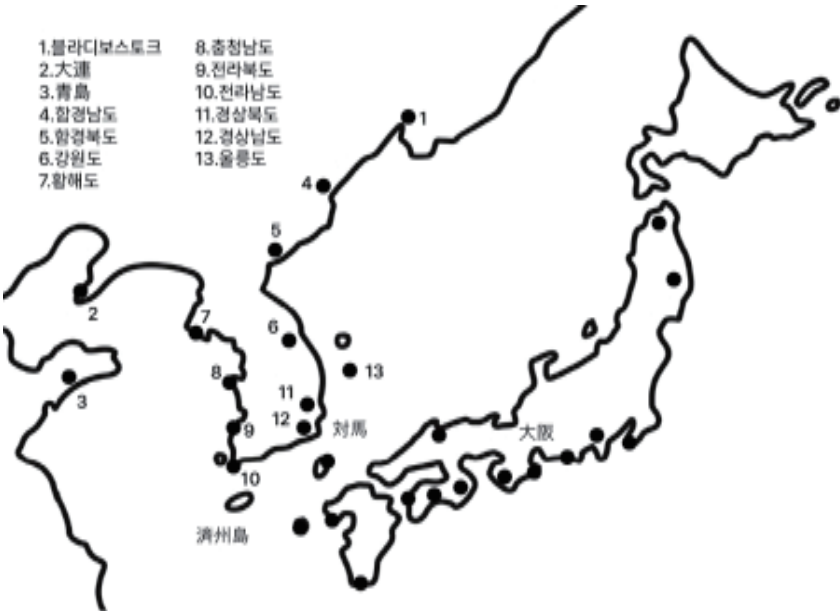 1.블라디보스토크
2.大連
3.青島
4.함경남도
5.함경북도
6.강원도
7.황해도
8.충청남도
9.전라북도
10.전라남도
11.경상북도
12.경상남도
13.울릉도
1
4
5
2
7
6
13
3
8
11
12
対馬
大阪
9
10
済州島